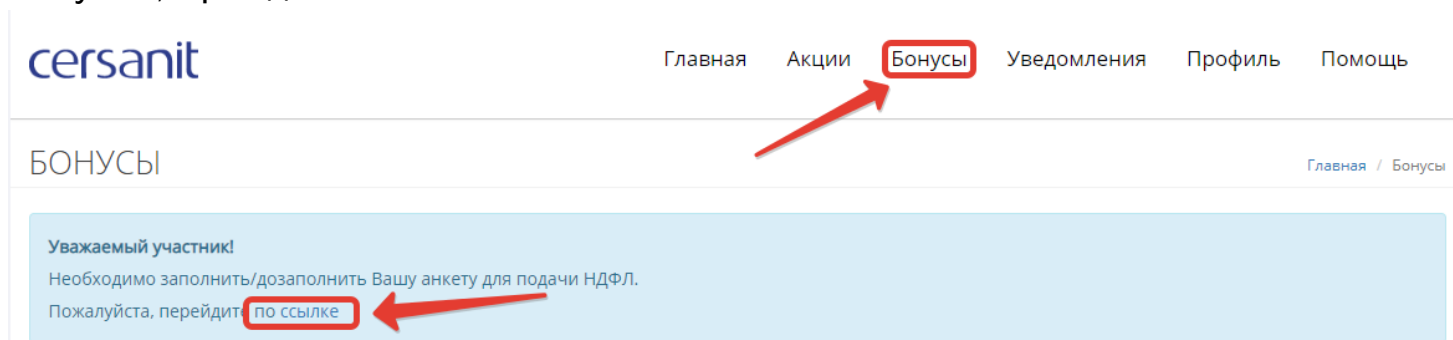 cersanit
Главная Акции Бонусы Уведомления Профиль Помощь
БОНУСЫ
Главная / Бонусы
Уважаемый участник!
Необходимо заполнить/дозаполнить Вашу анкету для подачи НДФЛ.
Пожалуйста, перейдите по ссылке